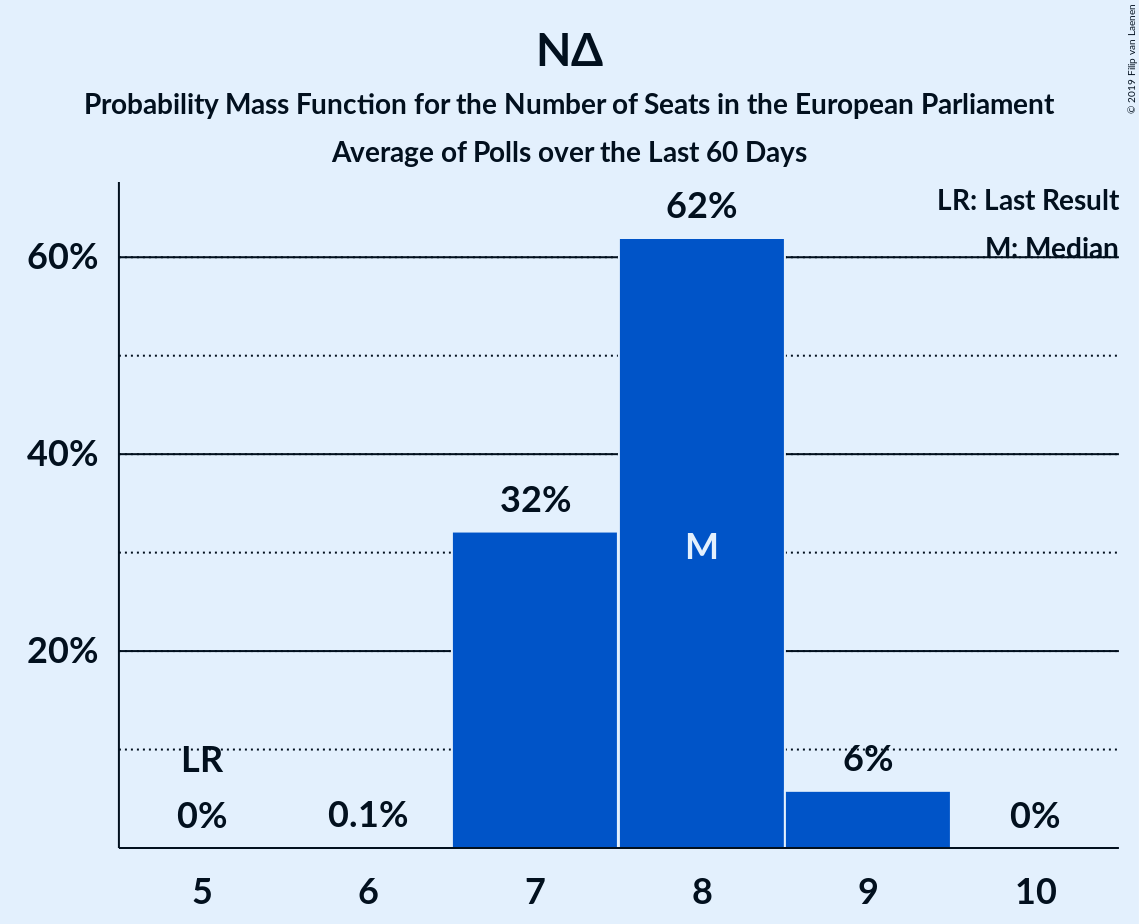 ΝΔ
Probability Mass Function for the Number of Seats in the European Parliament
Average of Polls over the Last 60 Days
© 2019 Filip van Laenen
LR: Last Result
M: Median
60%
40%
20%
62%
32%
M
LR
0%
0.1%
6%
0%
5 6 7 8 9 10